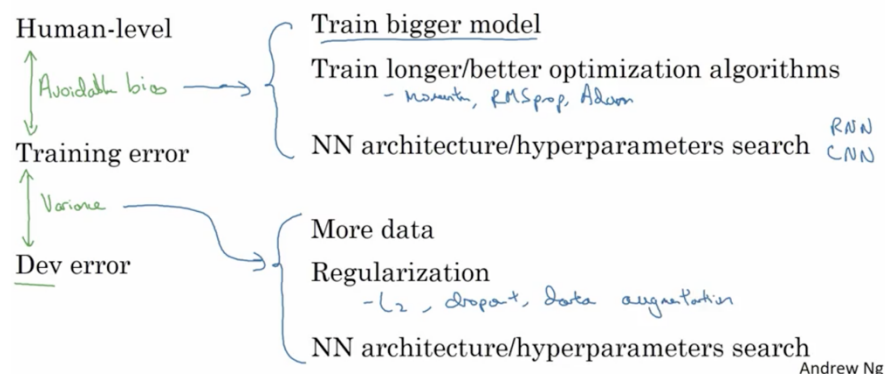 Human-level
Avoidable bias
Training error
Variance
Dev error
Train bigger model
Train longer/better optimization algorithms
- Momentum, RMSprop, Adam
NN architecture/hyperparameters search
RNN
CNN
More data
Regularization
- L2, dropout, data augmentation
NN architecture/hyperparameters search
Andrew Ng